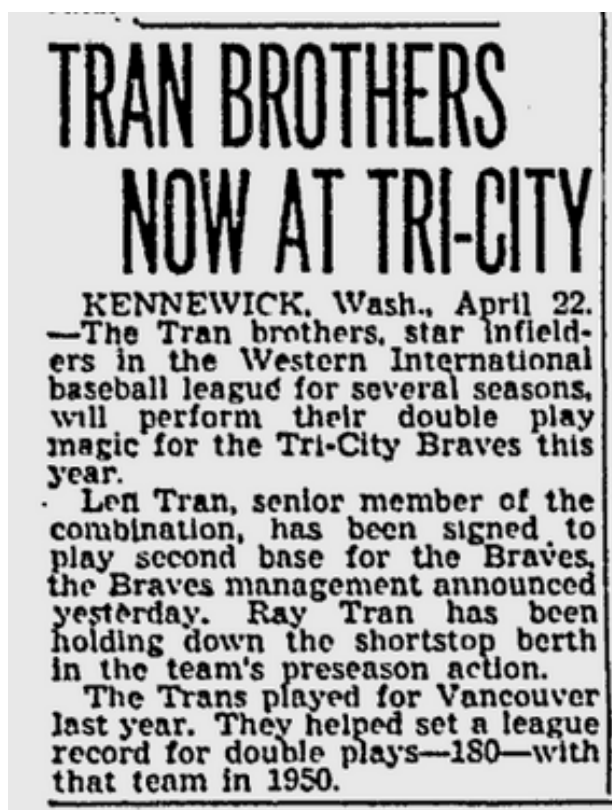 TRAN BROTHERS
NOW AT TRI-CITY
KENNEWICK, Wash., April 22.
—The Tran brothers, star infield-
ers in the Western International
baseball league for several seasons,
will perform their double play
magic for the Tri-City Braves this
year.
Len Tran, senior member of the
combination, has been signed to
play second base for the Braves,
the Braves management announced
yesterday. Ray Tran has been
holding down the shortstop berth
in the team's preseason action.
The Trans played for Vancouver
last year. They helped set a league
record for double plays—180—with
that team in 1950.